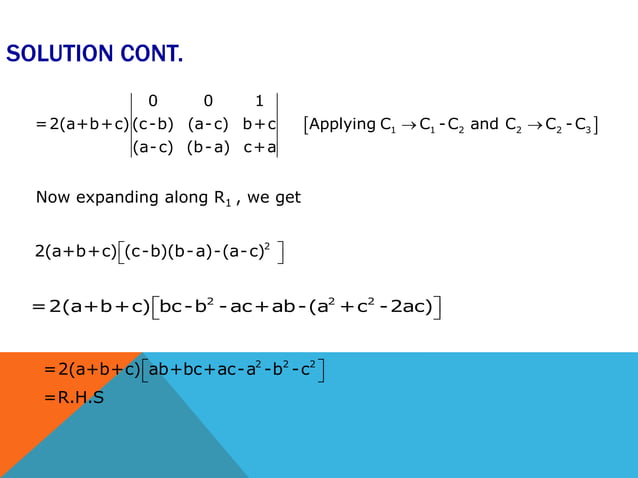 SOLUTION CONT.
0 0 1
=2(a+b+c) (c-b) (a-c) b+c [Applying C₁ → C₁ - C₂ and C₂ → C₂ - C₃]
(a-c) (b-a) c+a
Now expanding along R₁ , we get
2(a+b+c)[(c-b)(b-a)-(a-c)²]
=2(a+b+c)[bc-b²-ac+ab-(a²+c²-2ac)]
=2(a+b+c)[ab+bc+ac-a²-b²-c²]
=R.H.S